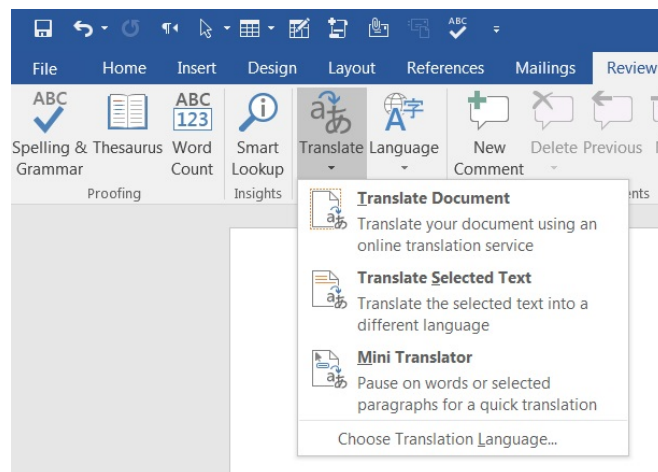 ABC
File Home Insert Design Layout References Mailings Review
ABC ABC
123
Spelling & Thesaurus Word Smart Translate Language New Delete Previous
Grammar Count Lookup Comment
Proofing Insights
Translate Document
Translate your document using an
online translation service
Translate Selected Text
Translate the selected text into a
different language
Mini Translator
Pause on words or selected
paragraphs for a quick translation
Choose Translation Language...